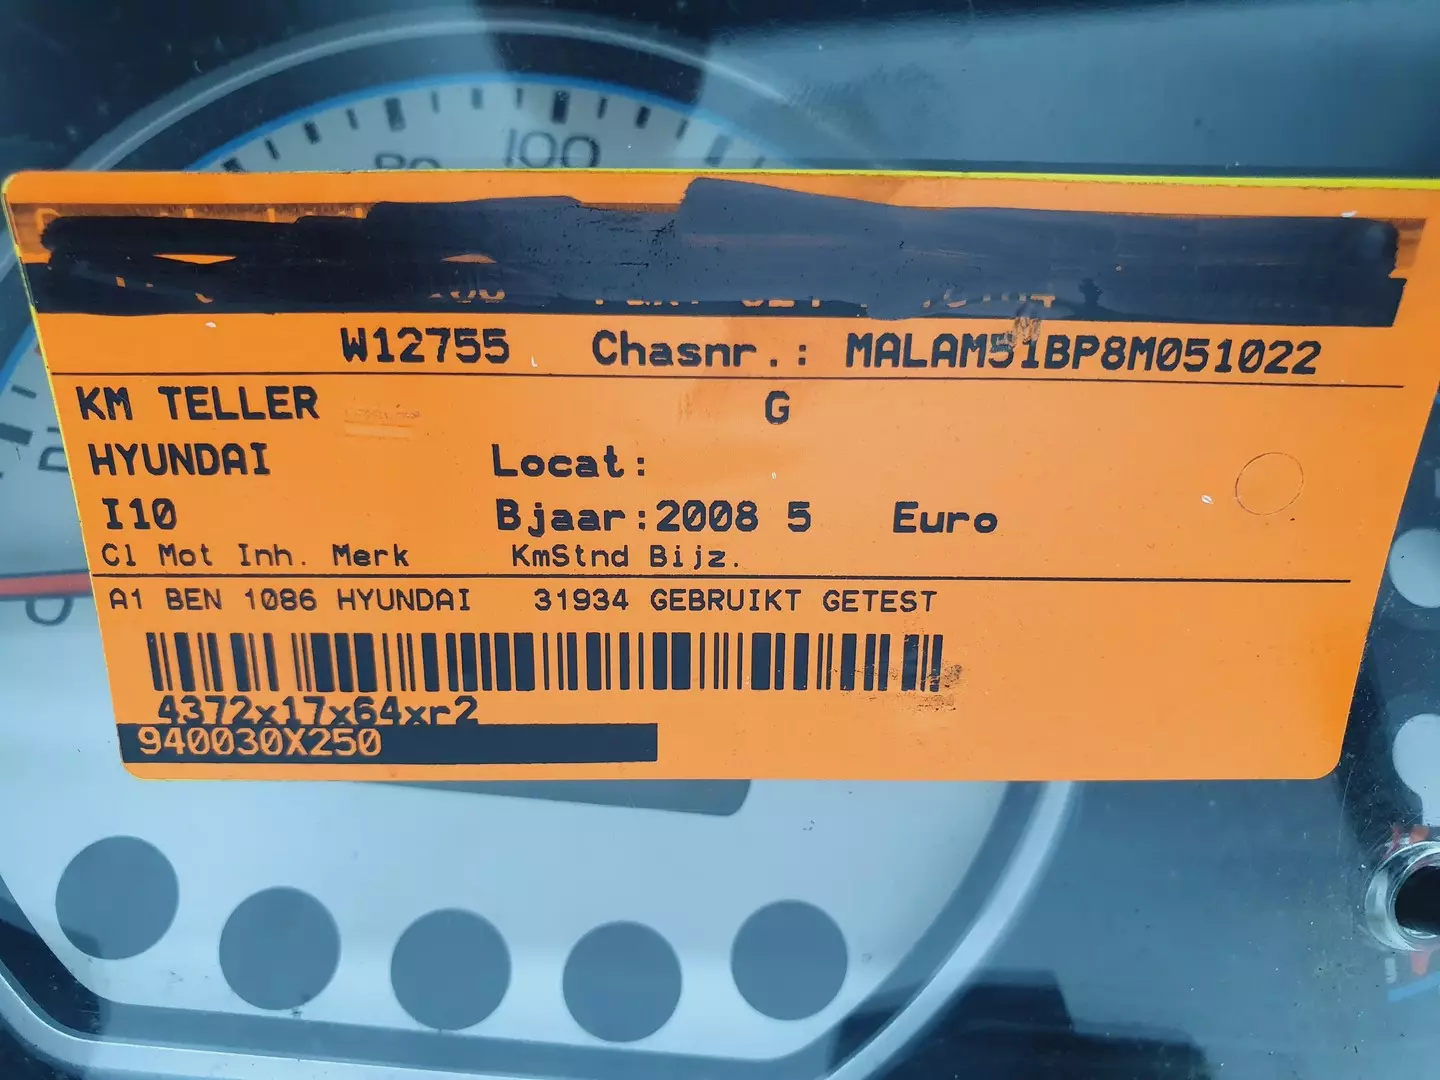 100
W12755 Chasnr.: MALAM51BP8M051022
KM TELLER G
HYUNDAI Locat:
I10 Bjaar:2008 5 Euro
Cl Mot Inh. Merk KmStnd Bijz.
A1 BEN 1086 HYUNDAI 31934 GEBRUIKT GETEST
4372x17x64xr2
940030X250